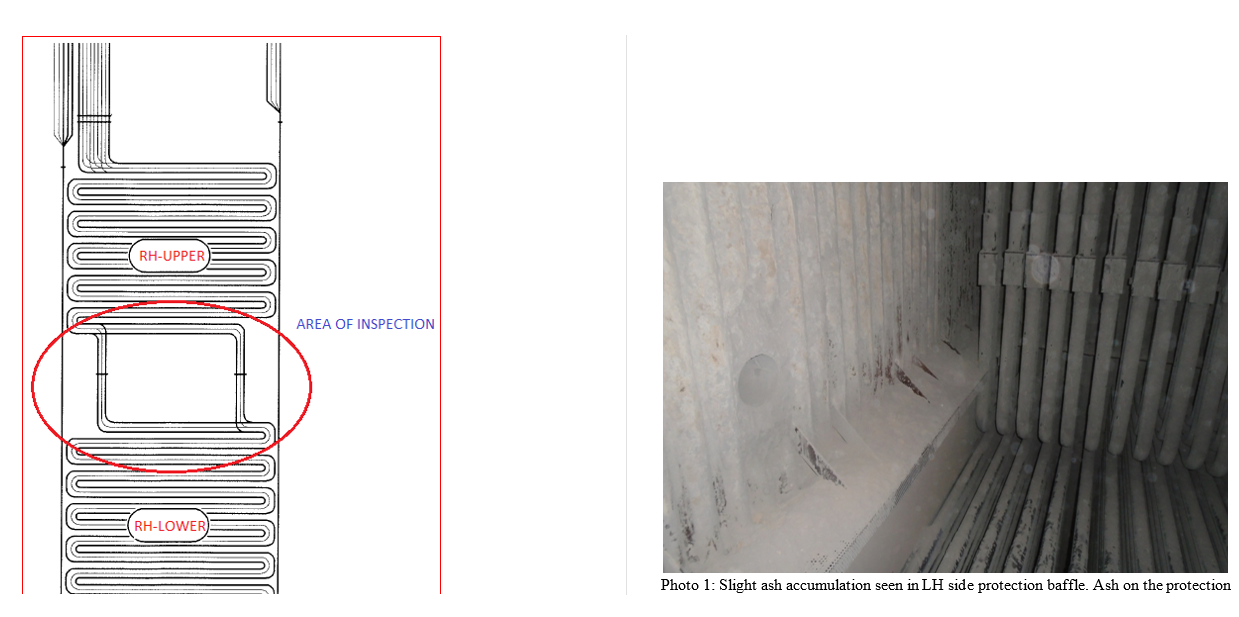 RH-UPPER
AREA OF INSPECTION
RH-LOWER
Photo 1: Slight ash accumulation seen in LH side protection baffle. Ash on the protection